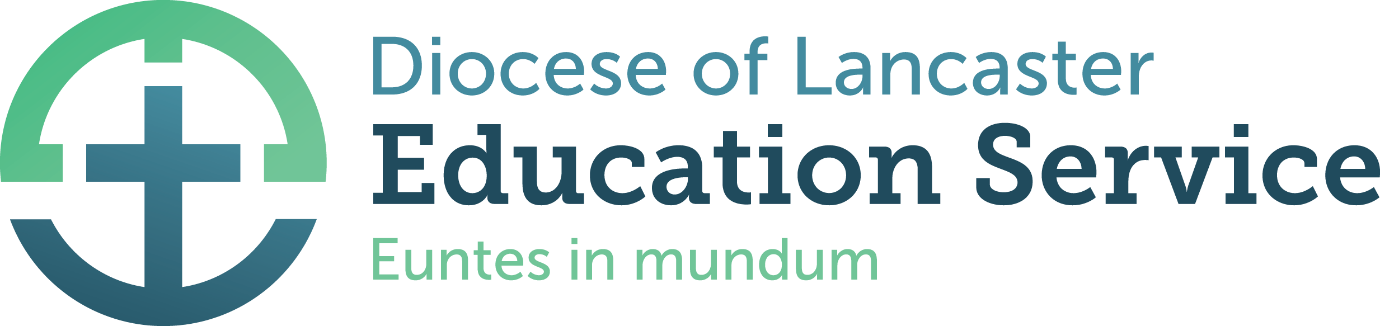 Diocese of Lancaster
Education Service
Euntes in mundum